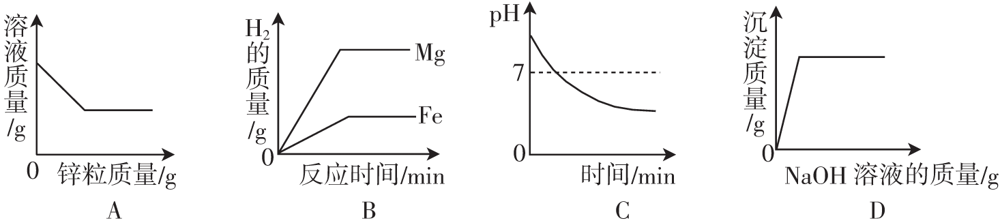 溶液质量/g
0
锌粒质量/g
A
H₂的质量/g
Mg
Fe
0
反应时间/min
B
pH
7
0
时间/min
C
沉淀质量/g
0
NaOH 溶液的质量/g
D